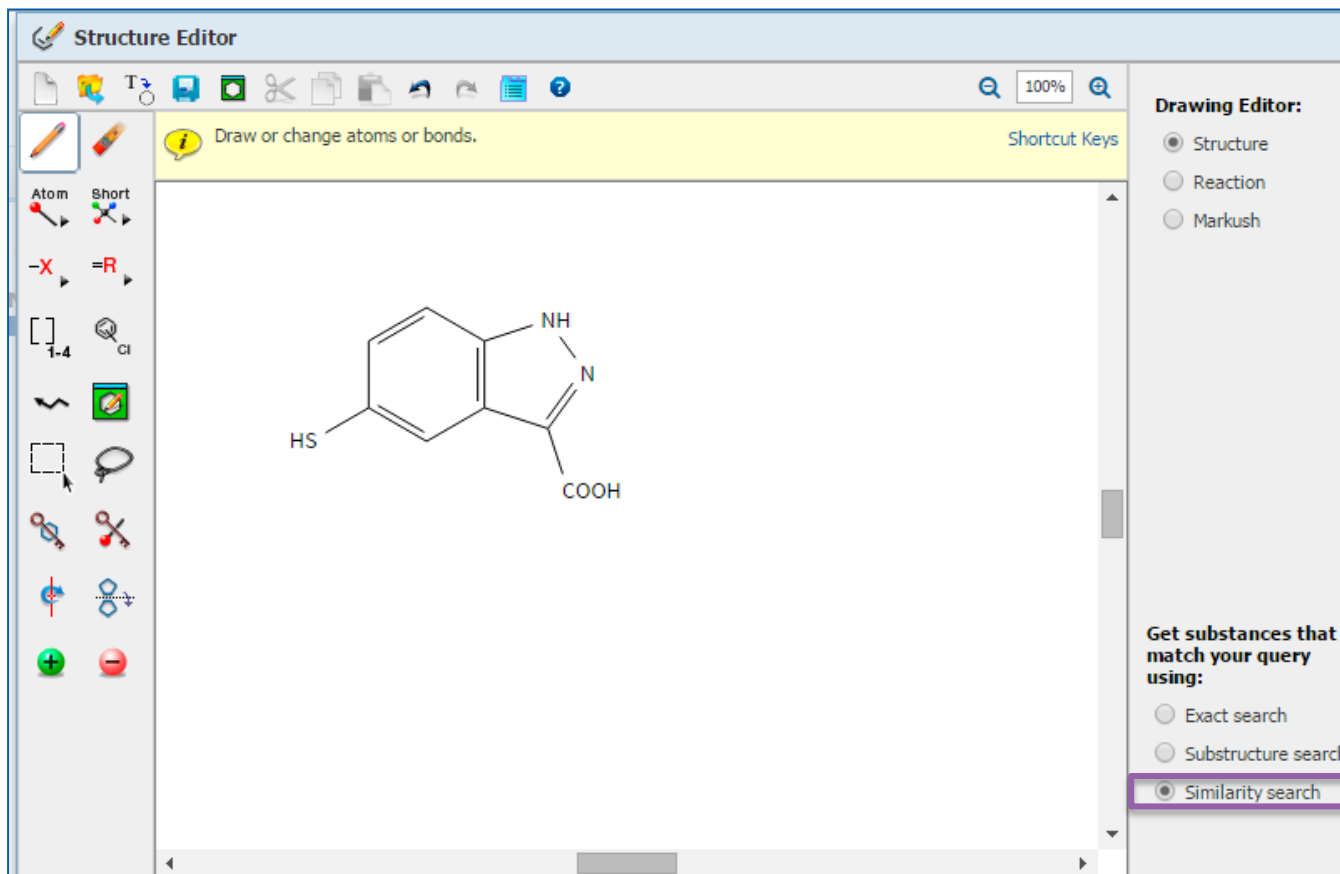 Structure Editor
T
100%
Drawing Editor:
Draw or change atoms or bonds.
Shortcut Keys
Structure
Reaction
Markush
Atom
Short
-X
=R
[ ] 1-4
Cl
NH
N
HS
COOH
Get substances that
match your query
using:
Exact search
Substructure search
Similarity search